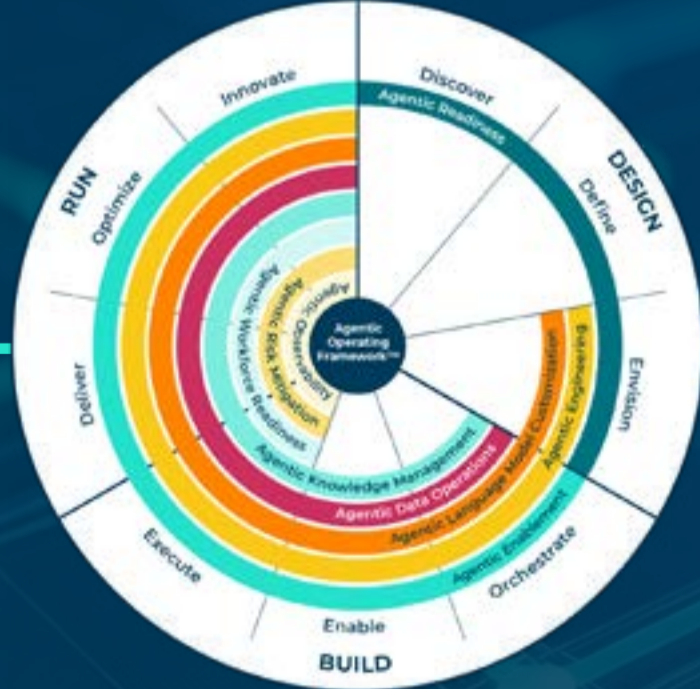 Discover
Define
DESIGN
Envision
Orchestrate
Enable
BUILD
Execute
Deliver
Optimize
RUN
Innovate
Agentic Readiness
Agentic Enablement
Agentic Engineering
Agentic Language Model Customization
Agentic Data Operations
Agentic Knowledge Management
Agentic Workforce Readiness
Agentic Risk Mitigation
Agentic Observability
Agentic
Operating
Framework™